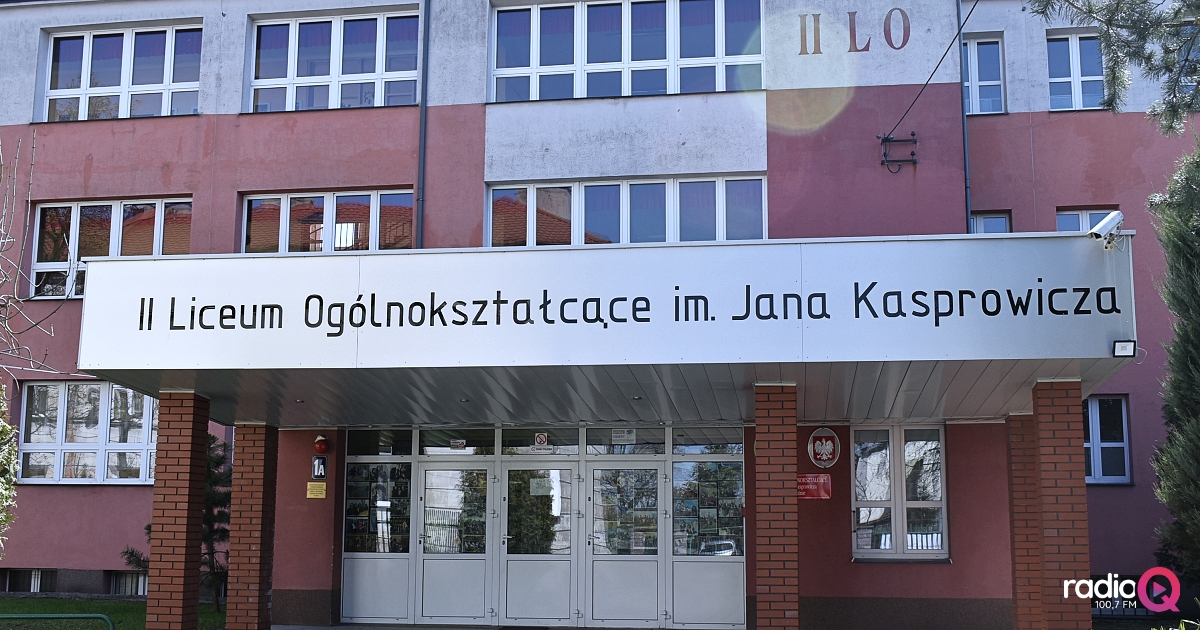 II LO
II Liceum Ogólnokształcące im. Jana Kasprowicza
1A
radio Q
100,7 FM